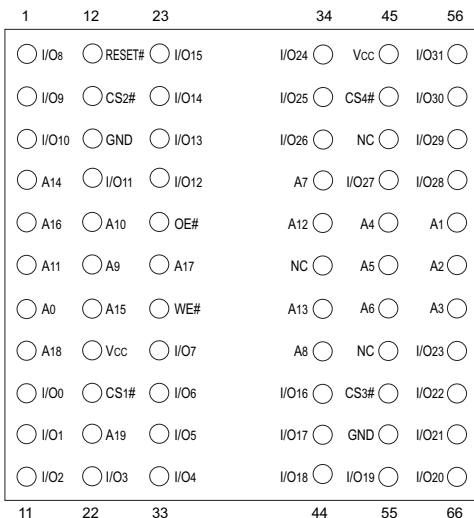 1 12 23 34 45 56
I/O8 RESET# I/O15 I/O24 VCC I/O31
I/O9 CS2# I/O14 I/O25 CS4# I/O30
I/O10 GND I/O13 I/O26 NC I/O29
A14 I/O11 I/O12 A7 I/O27 I/O28
A16 A10 OE# A12 A4 A1
A11 A9 A17 NC A5 A2
A0 A15 WE# A13 A6 A3
A18 VCC I/O7 A8 NC I/O23
I/O0 CS1# I/O6 I/O16 CS3# I/O22
I/O1 A19 I/O5 I/O17 GND I/O21
I/O2 I/O3 I/O4 I/O18 I/O19 I/O20
11 22 33 44 55 66